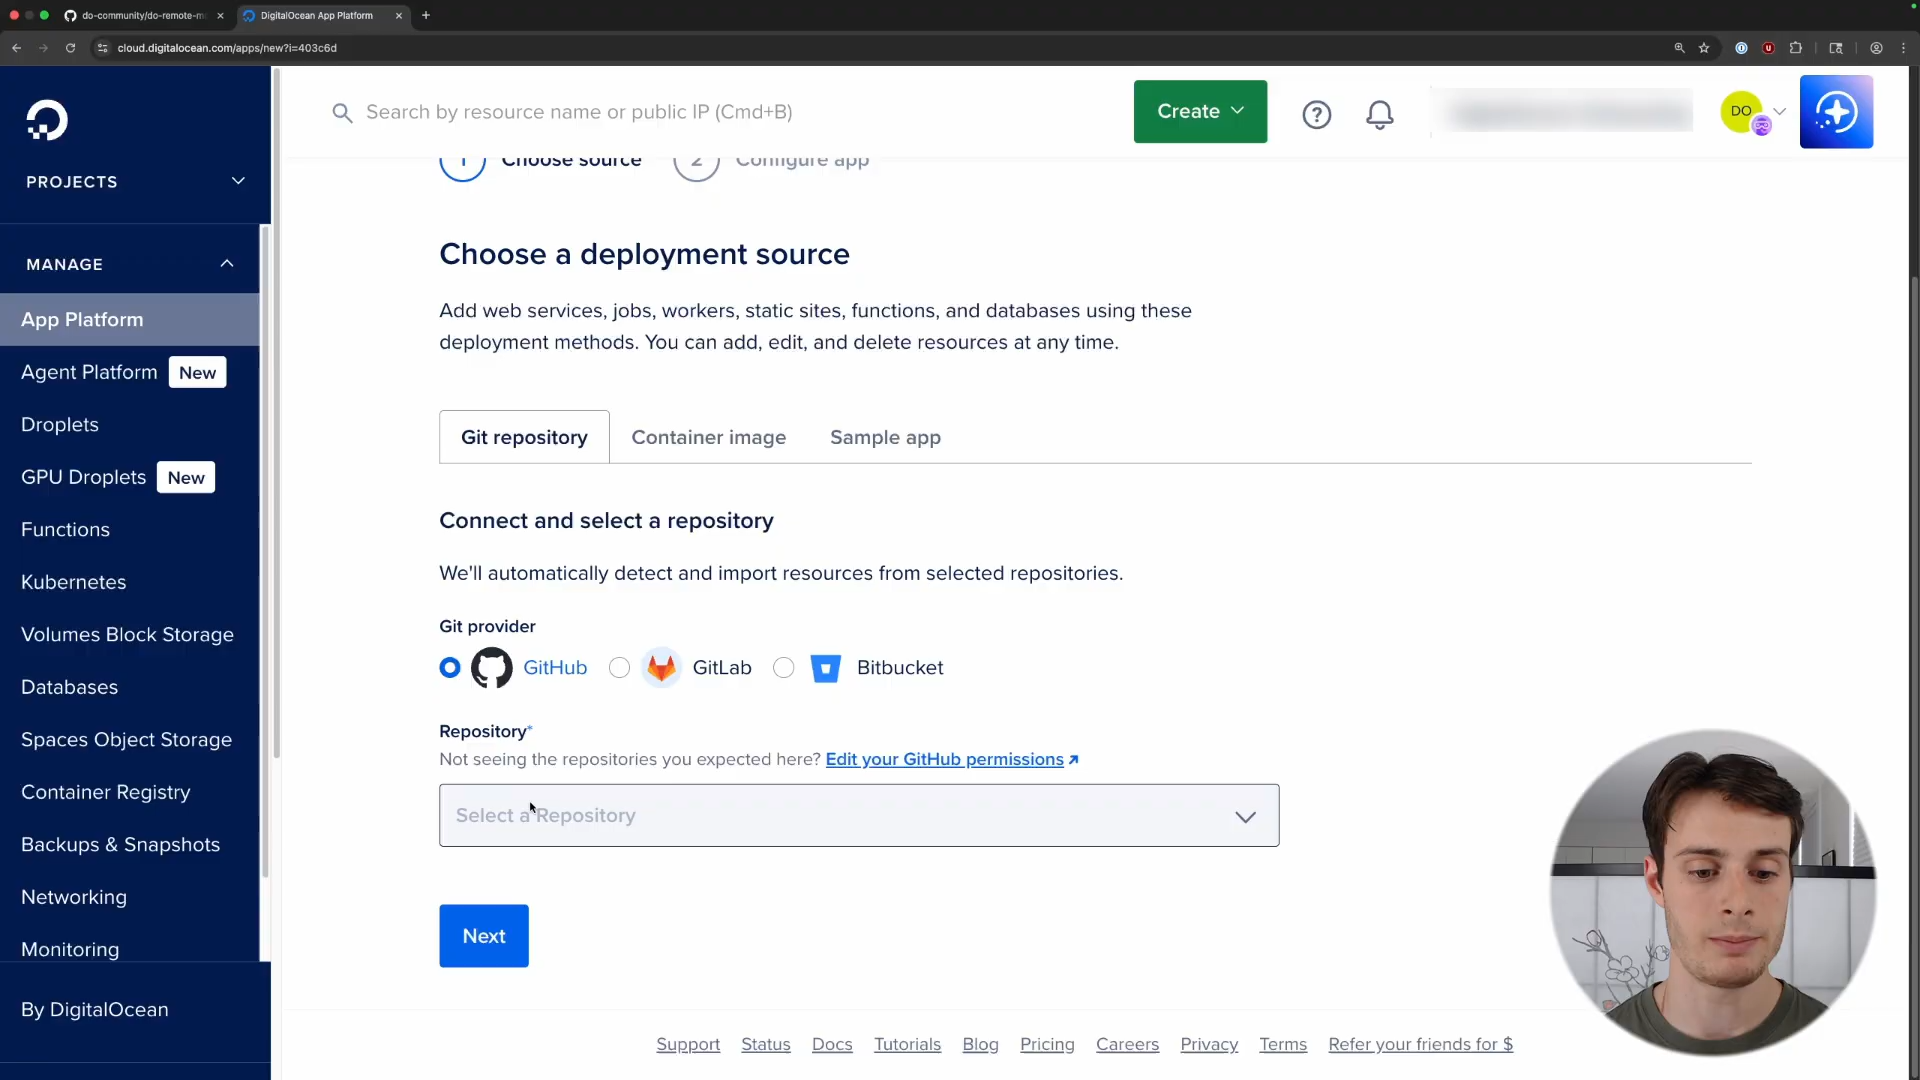 do-community/do-remote-m
DigitalOcean App Platform
cloud.digitalocean.com/apps/new?i=403c6d
Search by resource name or public IP (Cmd+B)
Create
DO
PROJECTS
MANAGE
App Platform
Agent Platform New
Droplets
GPU Droplets New
Functions
Kubernetes
Volumes Block Storage
Databases
Spaces Object Storage
Container Registry
Backups & Snapshots
Networking
Monitoring
By DigitalOcean
1 Choose source 2 Configure app
Choose a deployment source
Add web services, jobs, workers, static sites, functions, and databases using these
deployment methods. You can add, edit, and delete resources at any time.
Git repository Container image Sample app
Connect and select a repository
We'll automatically detect and import resources from selected repositories.
Git provider
GitHub GitLab Bitbucket
Repository*
Not seeing the repositories you expected here? Edit your GitHub permissions
Select a Repository
Next
Support Status Docs Tutorials Blog Pricing Careers Privacy Terms Refer your friends for $